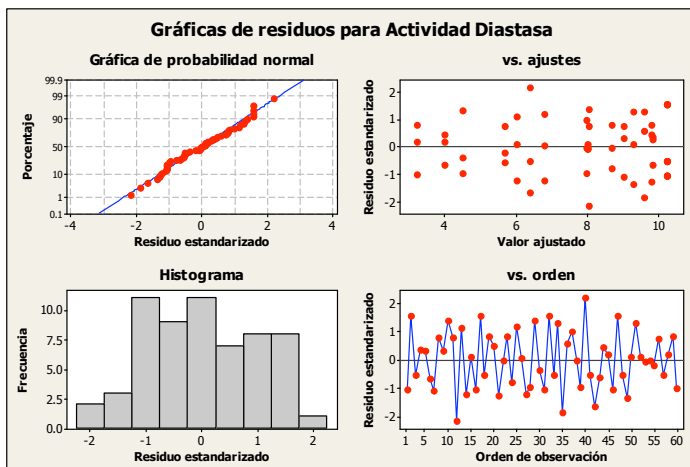 Gráficas de residuos para Actividad Diastasa
Gráfica de probabilidad normal
Porcentaje
99.9
99
90
50
10
1
0.1
-4 -2 0 2 4
Residuo estandarizado
vs. ajustes
Residuo estandarizado
2
1
0
-1
-2
4 6 8 10
Valor ajustado
Histograma
Frecuencia
10.0
7.5
5.0
2.5
0.0
-2 -1 0 1 2
Residuo estandarizado
vs. orden
Residuo estandarizado
2
1
0
-1
-2
1 5 10 15 20 25 30 35 40 45 50 55 60
Orden de observación